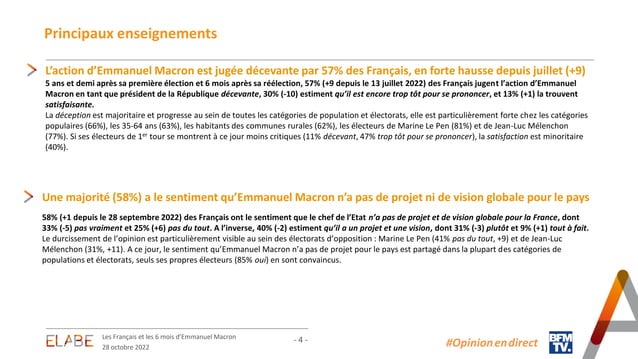 Principaux enseignements
L'action d'Emmanuel Macron est jugée décevante par 57% des Français, en forte hausse depuis juillet (+9)
5 ans et demi après sa première élection et 6 mois après sa réélection, 57% (+9 depuis le 13 juillet 2022) des Français jugent l'action d'Emmanuel
Macron en tant que président de la République décevante, 30% (-10) estiment qu'il est encore trop tôt pour se prononcer, et 13% (+1) la trouvent
satisfaisante.
La déception est majoritaire et progresse au sein de toutes les catégories de population et électorats, elle est particulièrement forte chez les catégories
populaires (66%), les 35-64 ans (63%), les habitants des communes rurales (62%), les électeurs de Marine Le Pen (81%) et de Jean-Luc Mélenchon
(77%). Si ses électeurs de 1er tour se montrent à ce jour moins critiques (11% décevant, 47% trop tôt pour se prononcer), la satisfaction est minoritaire
(40%).
Une majorité (58%) a le sentiment qu'Emmanuel Macron n'a pas de projet ni de vision globale pour le pays
58% (+1 depuis le 28 septembre 2022) des Français ont le sentiment que le chef de l'Etat n'a pas de projet et de vision globale pour la France, dont
33% (-5) pas vraiment et 25% (+6) pas du tout. A l'inverse, 40% (-2) estiment qu'il a un projet et une vision, dont 31% (-3) plutôt et 9% (+1) tout à fait.
Le durcissement de l'opinion est particulièrement visible au sein des électorats d'opposition : Marine Le Pen (41% pas du tout, +9) et de Jean-Luc
Mélenchon (31%, +11). A ce jour, le sentiment qu'Emmanuel Macron n'a pas de projet pour le pays est partagé dans la plupart des catégories de
populations et électorats, seuls ses propres électeurs (85% oui) en sont convaincus.
ELABE
Les Français et les 6 mois d'Emmanuel Macron
28 octobre 2022
- 4 -
#Opinionendirect
BFM
TV.